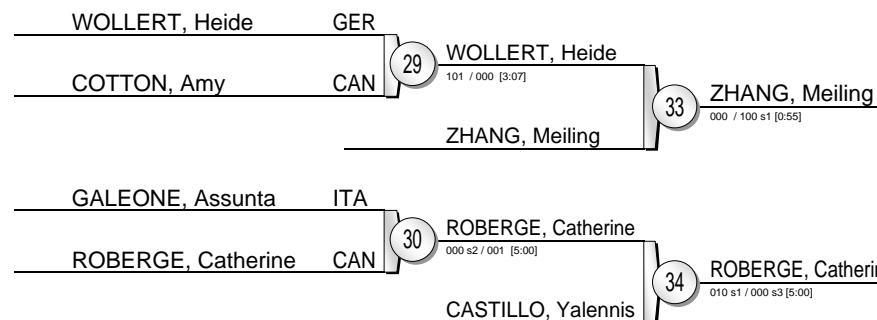 WOLLERT, Heide GER
COTTON, Amy CAN
29
WOLLERT, Heide
101 / 000 [3:07]
ZHANG, Meiling
33
ZHANG, Meiling
000 / 100 s1 [0:55]
GALEONE, Assunta ITA
ROBERGE, Catherine CAN
30
ROBERGE, Catherine
000 s2 / 001 [5:00]
CASTILLO, Yalennis
34
ROBERGE, Catheri
010 s1 / 000 s3 [5:00]